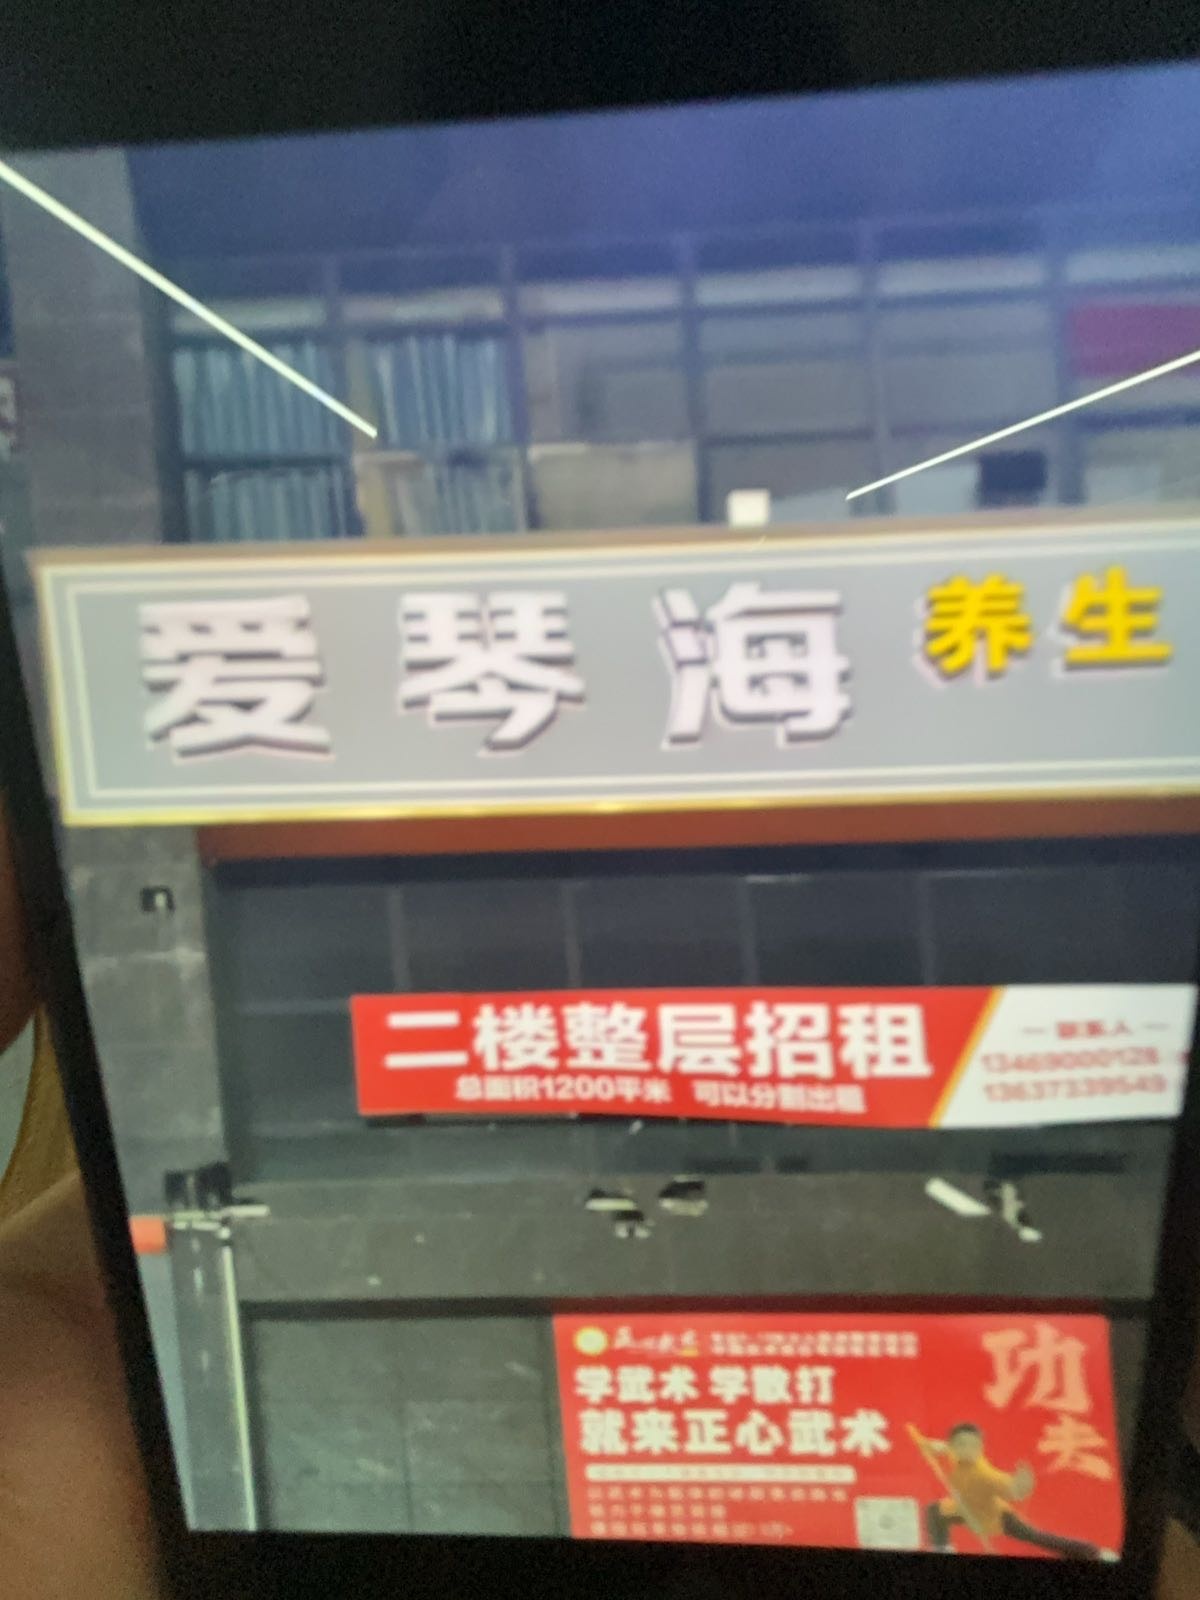 爱琴海 养生
二楼整层招租
总面积1200平米 可以分割出租
联系人
13469000128
13637339549
功夫
学武术 学散打
就来正心武术